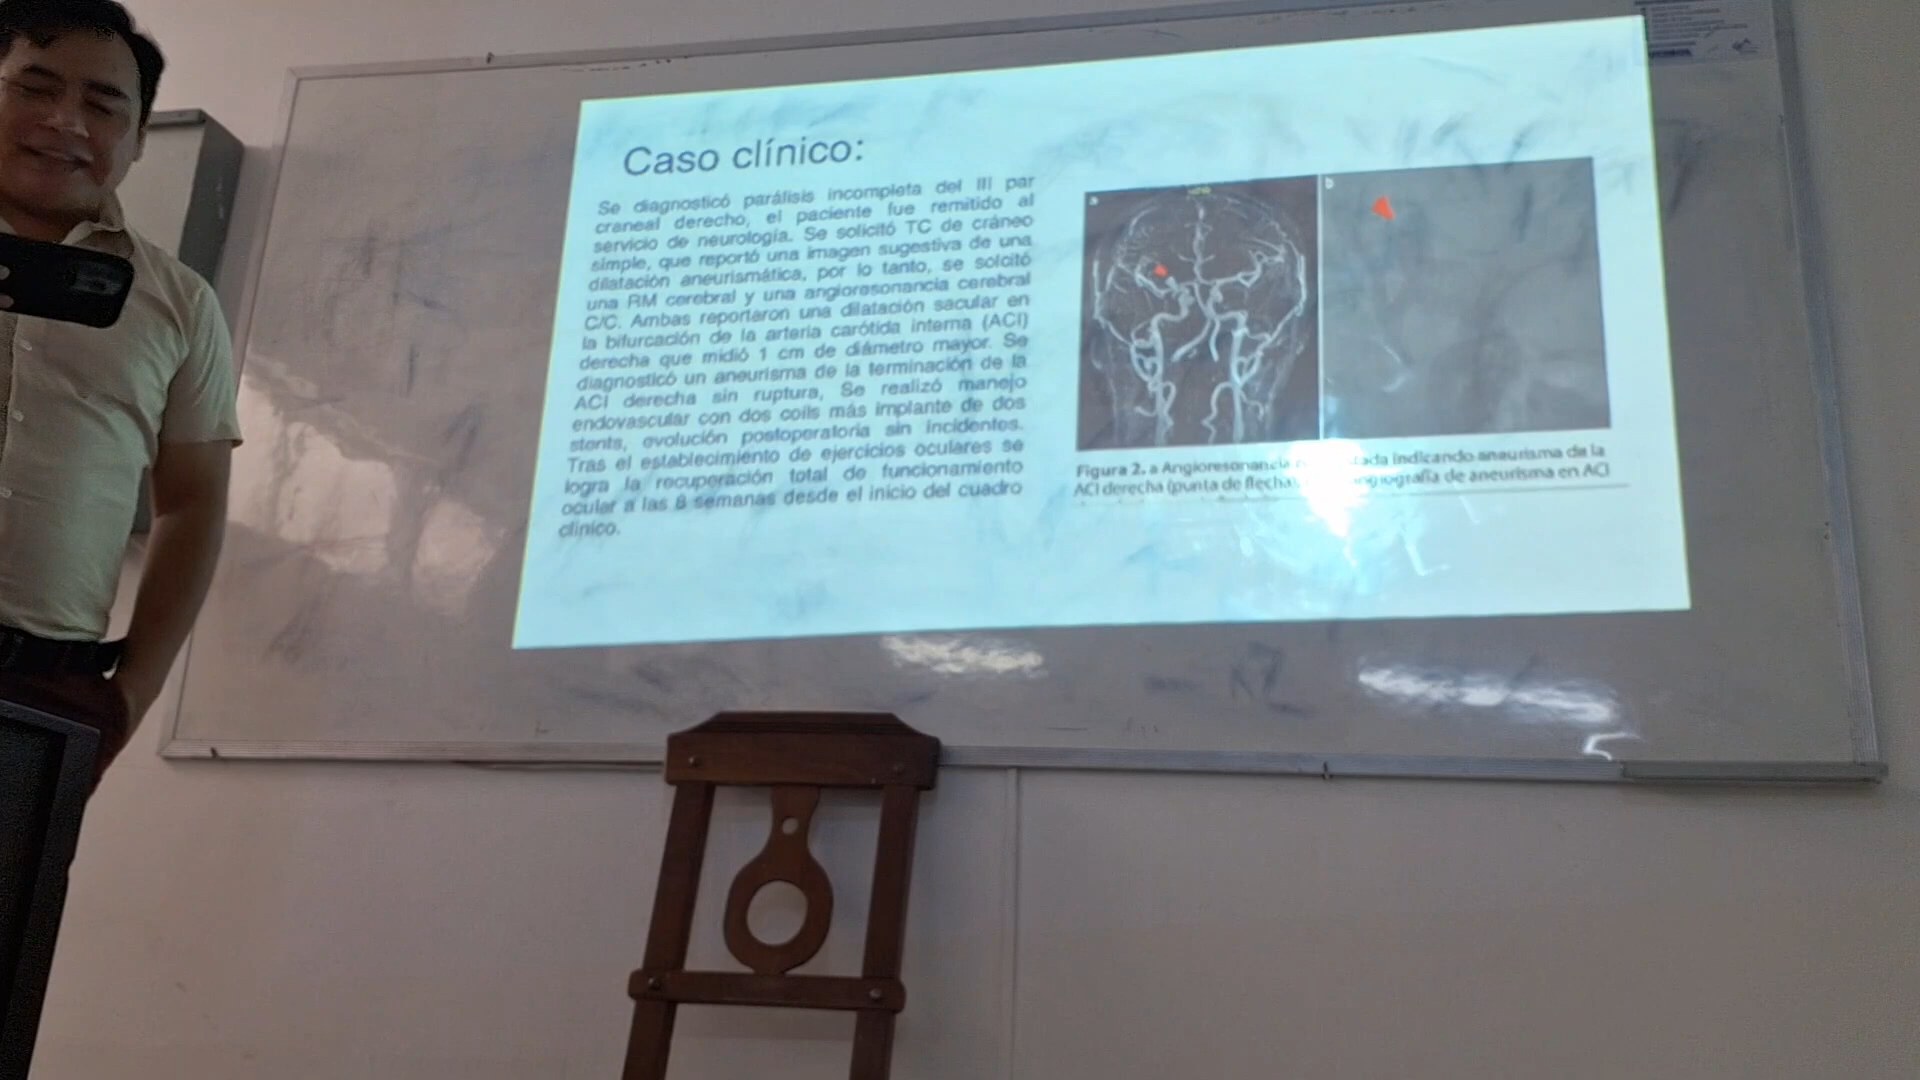 Caso clínico:
Se diagnosticó parálisis incompleta del III par
craneal derecho, el paciente fue remitido al
servicio de neurología. Se solicitó TC de cráneo
simple, que reportó una imagen sugestiva de una
dilatación aneurismática, por lo tanto, se solcitó
una RM cerebral y una angioresonancia cerebral
C/C. Ambas reportaron una dilatación sacular en
la bifurcación de la arteria carótida interna (ACI)
derecha que midió 1 cm de diámetro mayor. Se
diagnosticó un aneurisma de la terminación de la
ACI derecha sin ruptura, Se realizó manejo
endovascular con dos coils más implante de dos
stents, evolución postoperatoria sin incidentes.
Tras el establecimiento de ejercicios oculares se
logra la recuperación total de funcionamiento
ocular a las 8 semanas desde el inicio del cuadro
clínico.
a
b
Figura 2. a Angioresonancia indicando aneurisma de la
ACI derecha (punta de flecha) de aneurisma en ACI